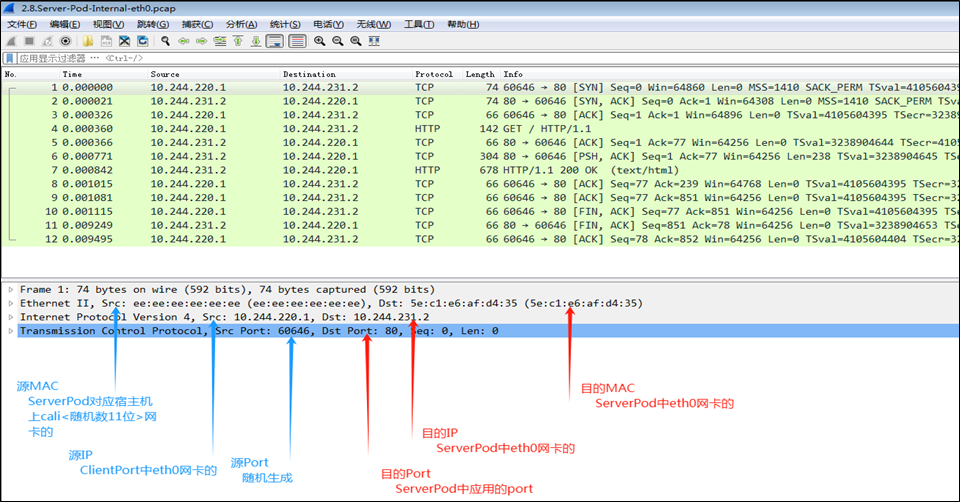 2.8.Server-Pod-Internal-eth0.pcap
文件(F) 编辑(E) 视图(V) 跳转(G) 捕获(C) 分析(A) 统计(S) 电话(Y) 无线(W) 工具(T) 帮助(H)
应用显示过滤器 … <Ctrl-/>
No. Time Source Destination Protocol Length Info
1 0.000000 10.244.220.1 10.244.231.2 TCP 74 60646 → 80 [SYN] Seq=0 Win=64860 Len=0 MSS=1410 SACK_PERM TSval=410560439
2 0.000021 10.244.231.2 10.244.220.1 TCP 74 80 → 60646 [SYN, ACK] Seq=0 Ack=1 Win=64308 Len=0 MSS=1410 SACK_PERM TS
3 0.000326 10.244.220.1 10.244.231.2 TCP 66 60646 → 80 [ACK] Seq=1 Ack=1 Win=64896 Len=0 TSval=4105604395 TSecr=32389
4 0.000360 10.244.220.1 10.244.231.2 HTTP 142 GET / HTTP/1.1
5 0.000366 10.244.231.2 10.244.220.1 TCP 66 80 → 60646 [ACK] Seq=1 Ack=77 Win=64256 Len=0 TSval=3238904644 TSecr=4105
6 0.000771 10.244.231.2 10.244.220.1 TCP 304 80 → 60646 [PSH, ACK] Seq=1 Ack=77 Win=64256 Len=238 TSval=3238904645 TSe
7 0.000842 10.244.231.2 10.244.220.1 HTTP 678 HTTP/1.1 200 OK (text/html)
8 0.001015 10.244.220.1 10.244.231.2 TCP 66 60646 → 80 [ACK] Seq=77 Ack=239 Win=64768 Len=0 TSval=4105604395 TSecr=32
9 0.001081 10.244.220.1 10.244.231.2 TCP 66 60646 → 80 [ACK] Seq=77 Ack=851 Win=64256 Len=0 TSval=4105604395 TSecr=32
10 0.001115 10.244.220.1 10.244.231.2 TCP 66 60646 → 80 [FIN, ACK] Seq=77 Ack=851 Win=64256 Len=0 TSval=4105604395 TSe
11 0.009249 10.244.231.2 10.244.220.1 TCP 66 80 → 60646 [FIN, ACK] Seq=851 Ack=78 Win=64256 Len=0 TSval=3238904653 TSe
12 0.009495 10.244.220.1 10.244.231.2 TCP 66 60646 → 80 [ACK] Seq=78 Ack=852 Win=64256 Len=0 TSval=4105604404 TSecr=32
Frame 1: 74 bytes on wire (592 bits), 74 bytes captured (592 bits)
Ethernet II, Src: ee:ee:ee:ee:ee:ee (ee:ee:ee:ee:ee:ee), Dst: 5e:c1:e6:af:d4:35 (5e:c1:e6:af:d4:35)
Internet Protocol Version 4, Src: 10.244.220.1, Dst: 10.244.231.2
Transmission Control Protocol, Src Port: 60646, Dst Port: 80, Seq: 0, Len: 0
源MAC
ServerPod对应宿主机
上cali<随机数11位>网
卡的
目的MAC
ServerPod中eth0网卡的
目的IP
ServerPod中eth0网卡的
源IP
ClientPort中eth0网卡的
源Port
随机生成
目的Port
ServerPod中应用的port